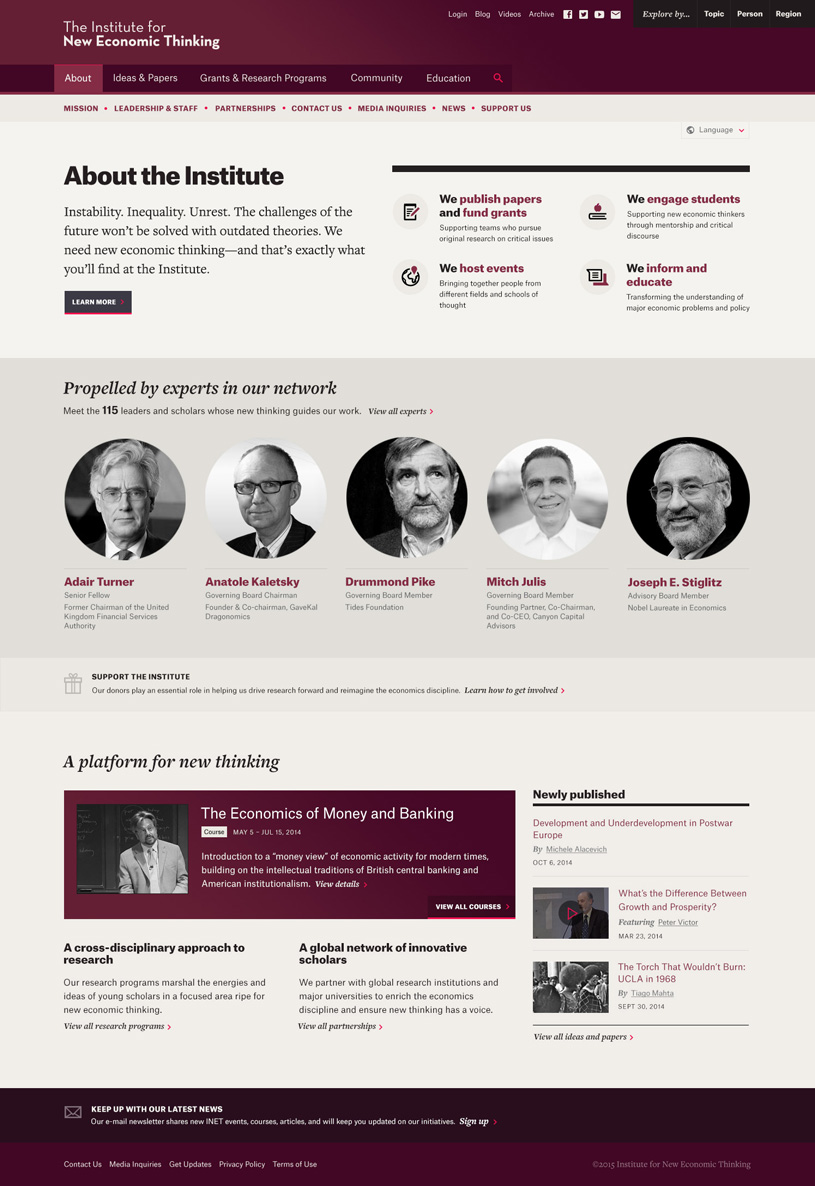 Login Blog Videos Archive Explore by... Topic Person Region
The Institute for
New Economic Thinking
About Ideas & Papers Grants & Research Programs Community Education
MISSION • LEADERSHIP & STAFF • PARTNERSHIPS • CONTACT US • MEDIA INQUIRIES • NEWS • SUPPORT US
Language
About the Institute
Instability. Inequality. Unrest. The challenges of the
future won’t be solved with outdated theories. We
need new economic thinking—and that’s exactly what
you’ll find at the Institute.
LEARN MORE
We publish papers
and fund grants
Supporting teams who pursue
original research on critical issues
We engage students
Supporting new economic thinkers
through mentorship and critical
discourse
We host events
Bringing together people from
different fields and schools of
thought
We inform and
educate
Transforming the understanding of
major economic problems and policy
Propelled by experts in our network
Meet the 115 leaders and scholars whose new thinking guides our work. View all experts
Adair Turner
Senior Fellow
Former Chairman of the United
Kingdom Financial Services
Authority
Anatole Kaletsky
Governing Board Chairman
Founder & Co-chairman, GaveKal
Dragonomics
Drummond Pike
Governing Board Member
Tides Foundation
Mitch Julis
Governing Board Member
Founding Partner, Co-Chairman,
and Co-CEO, Canyon Capital
Advisors
Joseph E. Stiglitz
Advisory Board Member
Nobel Laureate in Economics
SUPPORT THE INSTITUTE
Our donors play an essential role in helping us drive research forward and reimagine the economics discipline. Learn how to get involved
A platform for new thinking
The Economics of Money and Banking
Course MAY 5 – JUL 15, 2014
Introduction to a “money view” of economic activity for modern times,
building on the intellectual traditions of British central banking and
American institutionalism. View details
VIEW ALL COURSES
A cross-disciplinary approach to
research
Our research programs marshal the energies and
ideas of young scholars in a focused area ripe for
new economic thinking.
View all research programs
A global network of innovative
scholars
We partner with global research institutions and
major universities to enrich the economics
discipline and ensure new thinking has a voice.
View all partnerships
Newly published
Development and Underdevelopment in Postwar
Europe
By Michele Alacevich
OCT 6, 2014
What’s the Difference Between
Growth and Prosperity?
Featuring Peter Victor
MAR 23, 2014
The Torch That Wouldn’t Burn:
UCLA in 1968
By Tiago Mahta
SEPT 30, 2014
View all ideas and papers
KEEP UP WITH OUR LATEST NEWS
Our e-mail newsletter shares new INET events, courses, articles, and will keep you updated on our initiatives. Sign up
Contact Us Media Inquiries Get Updates Privacy Policy Terms of Use
©2015 Institute for New Economic Thinking